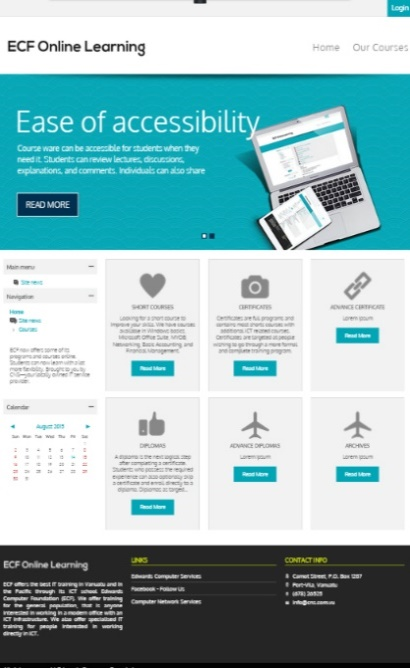 Login
ECF Online Learning
Home
Our Courses
Ease of accessibility
Course ware can be accessible for students when they
need it. Students can review lectures, discussions,
explanations, and comments. Individuals can also share
READ MORE
Main menu
Site news
Navigation
Home
Site news
Courses
ECF now offers some of its
programs and courses online.
Students can now learn with a lot
more flexibility. Brought to you by
service
provider.
Calendar
August 2015
Sun Mon Tue Wed Thu Fri Sat
1
2 3 4 5 6 7 8
9 10 11 12 13 14 15
16 17 18 19 20 21 22
23 24 25 26 27 28 29
30 31
SHORT COURSES
Looking for a short course to
improve your skills. We have courses
available in Windows basics,
Microsoft Office Suite, MYOB,
Networking, Basic Accounting, and
Finance Management.
Read More
CERTIFICATES
Certificates are full programs and
contains most shorts courses with
additional ICT related courses.
Certificates are targeted at people
wishing to go through a more formal
and complete training program.
Read More
ADVANCE CERTIFICATE
Lorem Ipsum
Read More
DIPLOMAS
A diploma is the next logical step
after completing a certificate.
Students who possess the required
experience can also optionally skip
a certificate and enroll directly to a
diploma. Diplomas are target...
Read More
ADVANCE DIPLOMAS
Lorem Ipsum
Read More
ARCHIVES
Lorem Ipsum
Read More
ECF Online Learning
ECF offers the best IT training in Vanuatu and in
the Pacific through its ICT school Edwards
Computer Foundation (ECF). We offer training
for the general population, that is anyone
interested in working in a modern office with an
ICT infrastructure. We also offer specialised IT
training for people interested in working
directly in ICT.
LINKS
Edwards Computer Services
Facebook - Follow Us
Computer Network Services
CONTACT INFO
Cornet Street, P.O. Box 1287
Port-Vila, Vanuatu
(678) 26525
info@cns.com.vu